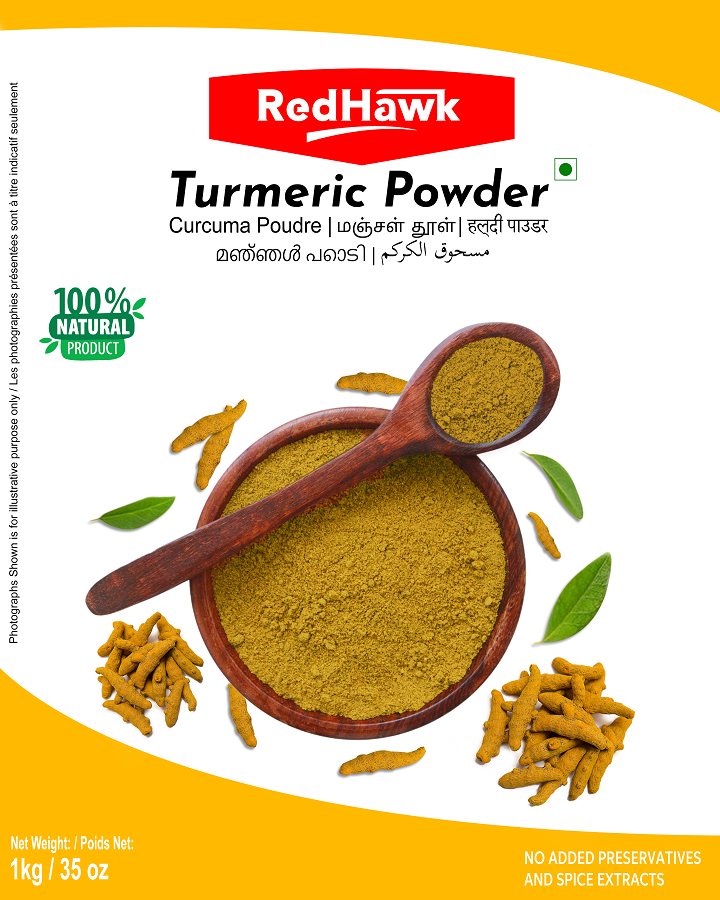 RedHawk
Turmeric Powder
Curcuma Poudre | மஞ்சள் தூள் | हल्दी पाउडर
മഞ്ഞൾ പൊടി | مسحوق الكركم
100%
NATURAL
PRODUCT
Photographs Shown is for illustrative purpose only / Les photographies présentées sont à titre indicatif seulement
Net Weight: / Poids Net:
1kg / 35 oz
NO ADDED PRESERVATIVES
AND SPICE EXTRACTS